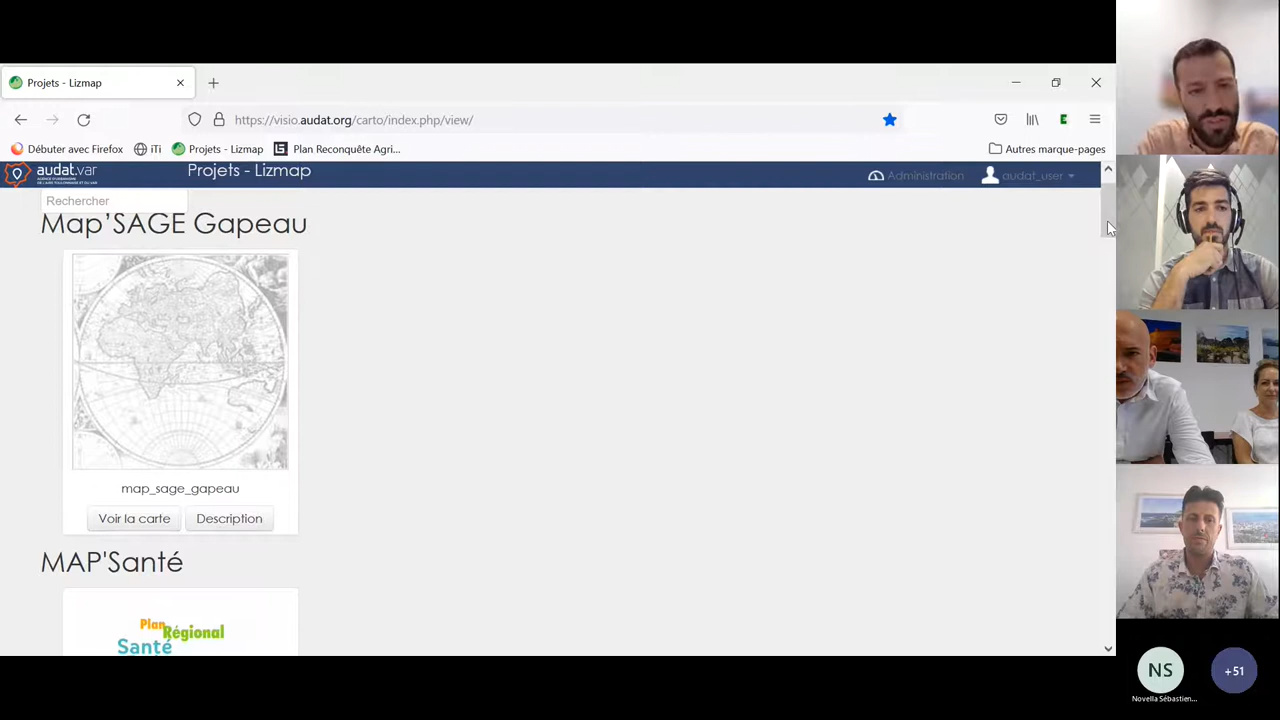 Projets - Lizmap
https://visio.audat.org/carto/index.php/view/
Débuter avec Firefox
iTi
Projets - Lizmap
Plan Reconquête Agri...
Autres marque-pages
audat.var
Projets - Lizmap
Administration
audat_user
Rechercher
Map'SAGE Gapeau
map_sage_gapeau
Voir la carte
Description
MAP'Santé
Plan
Régional
Santé
NS
+51
Novella Sébastien...